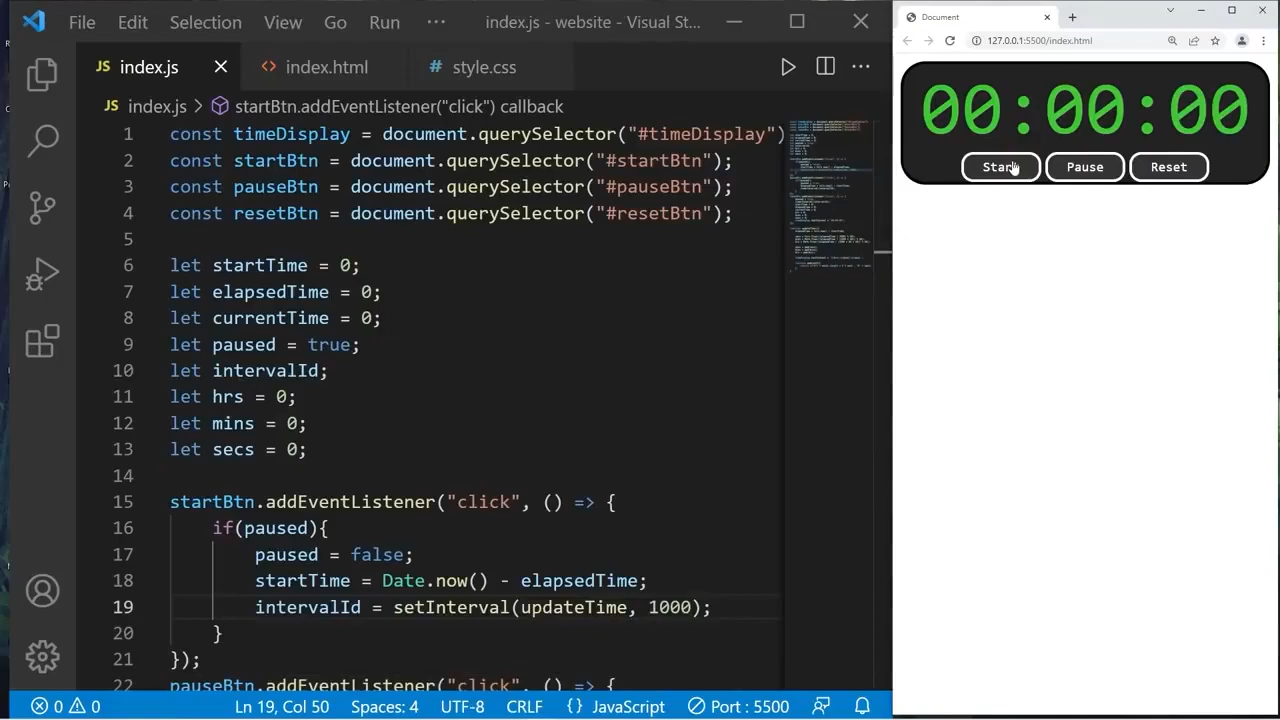 File Edit Selection View Go Run ··· index.js - website - Visual St...
JS index.js
<> index.html
# style.css
JS index.js > startBtn.addEventListener("click") callback
const timeDisplay = document.querySelector("#timeDisplay")
2 const startBtn = document.querySelector("#startBtn");
3 const pauseBtn = document.querySelector("#pauseBtn");
4 const resetBtn = document.querySelector("#resetBtn");
5
6 let startTime = 0;
7 let elapsedTime = 0;
8 let currentTime = 0;
9 let paused = true;
10 let intervalId;
11 let hrs = 0;
12 let mins = 0;
13 let secs = 0;
14
15 startBtn.addEventListener("click", () => {
16 if(paused){
17 paused = false;
18 startTime = Date.now() - elapsedTime;
19 intervalId = setInterval(updateTime, 1000);
20 }
21 });
22 pauseBtn.addEventListener("click", () => {
0 0 Ln 19, Col 50 Spaces: 4 UTF-8 CRLF {} JavaScript Port : 5500
Document
127.0.0.1:5500/index.html
00:00:00
Start Pause Reset